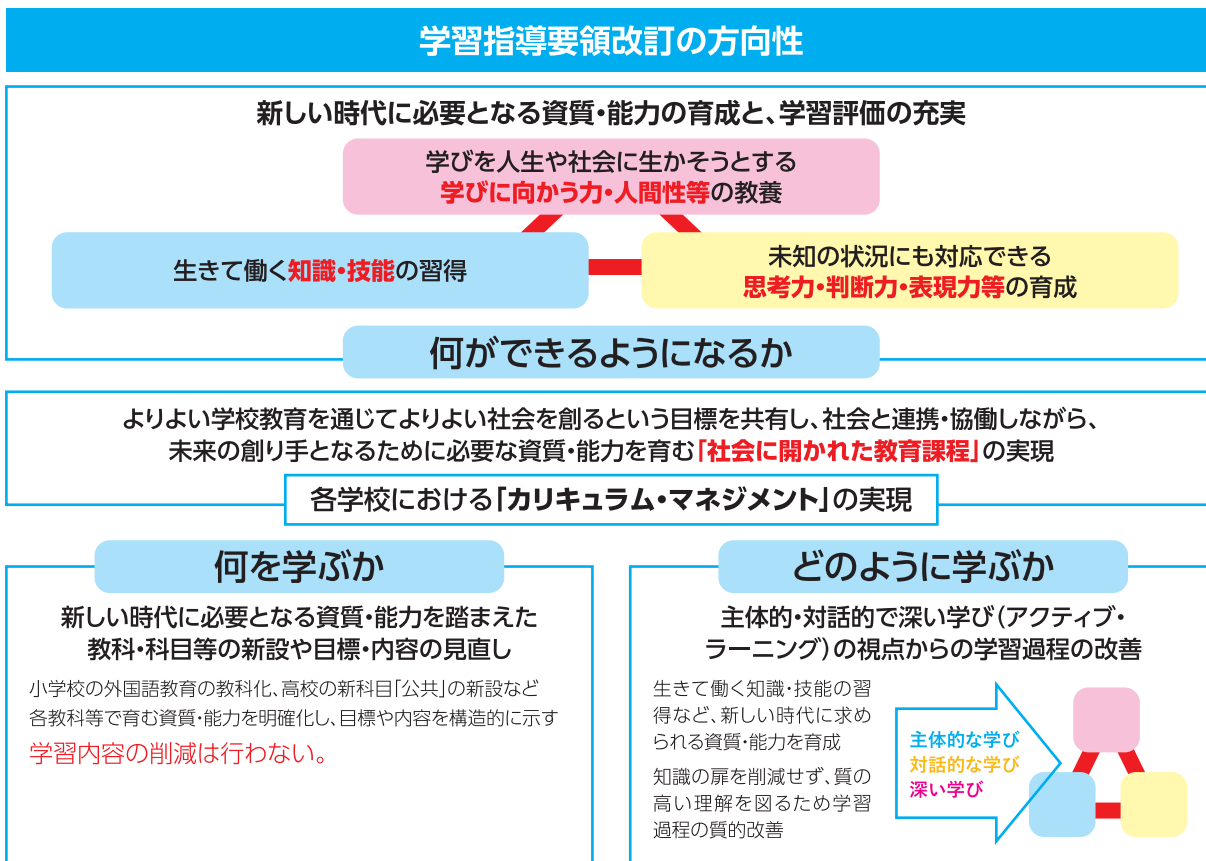 学習指導要領改訂の方向性
新しい時代に必要となる資質・能力の育成と、学習評価の充実
学びを人生や社会に生かそうとする
学びに向かう力・人間性等の教養
生きて働く知識・技能の習得
未知の状況にも対応できる
思考力・判断力・表現力等の育成
何ができるようになるか
よりよい学校教育を通じてよりよい社会を創るという目標を共有し、社会と連携・協働しながら、
未来の創り手となるために必要な資質・能力を育む「社会に開かれた教育課程」の実現
各学校における「カリキュラム・マネジメント」の実現
何を学ぶか
新しい時代に必要となる資質・能力を踏まえた
教科・科目等の新設や目標・内容の見直し
小学校の外国語教育の教科化、高校の新科目「公共」の新設など
各教科等で育む資質・能力を明確化し、目標や内容を構造的に示す
学習内容の削減は行わない。
どのように学ぶか
主体的・対話的で深い学び（アクティブ・
ラーニング）の視点からの学習過程の改善
生きて働く知識・技能の習
得など、新しい時代に求め
られる資質・能力を育成
知識の扉を削減せず、質の
高い理解を図るため学習
過程の質的改善
主体的な学び
対話的な学び
深い学び